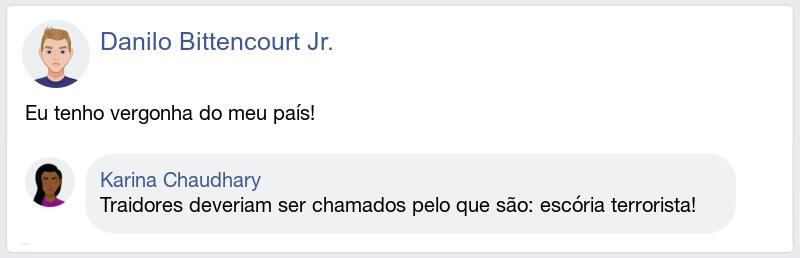 Danilo Bittencourt Jr.
Eu tenho vergonha do meu país!
Karina Chaudhary
Traidores deveriam ser chamados pelo que são: escória terrorista!